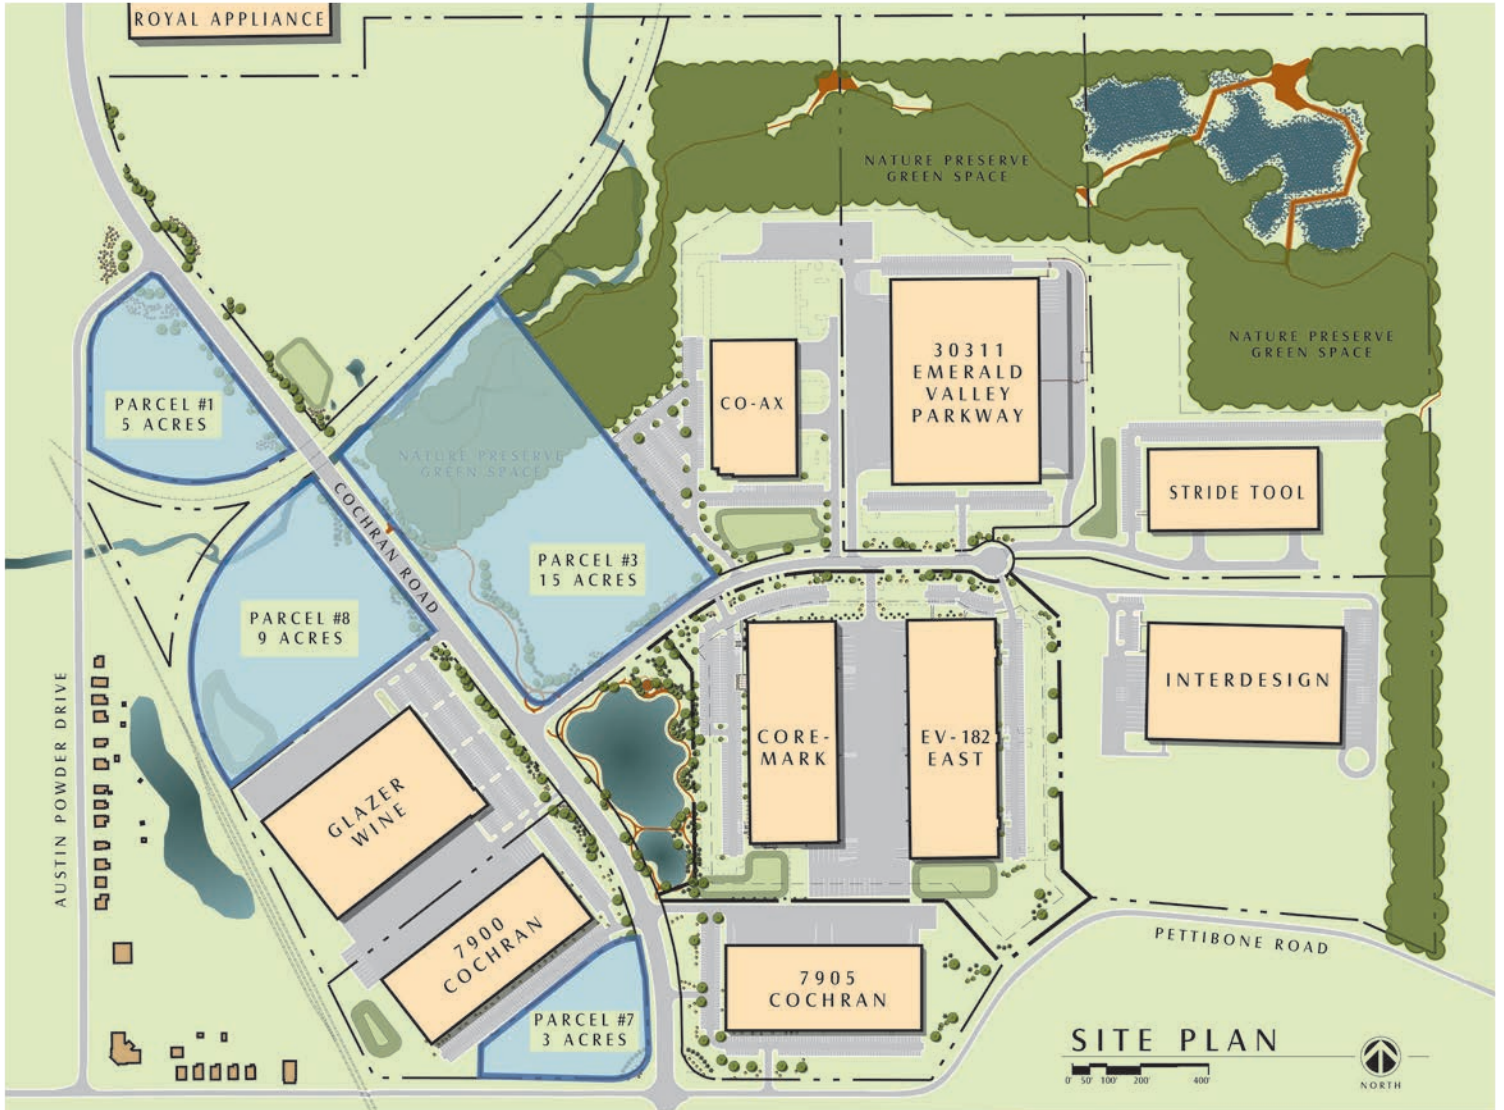 ROYAL APPLIANCE
NATURE PRESERVE
GREEN SPACE
NATURE PRESERVE
GREEN SPACE
PARCEL #1
5 ACRES
CO-AX
30311
EMERALD
VALLEY
PARKWAY
NATURE PRESERVE
GREEN SPACE
STRIDE TOOL
COCHRAN ROAD
PARCEL #3
15 ACRES
PARCEL #8
9 ACRES
INTERDESIGN
AUSTIN POWDER DRIVE
CORE-
MARK
EV-182
EAST
GLAZER
WINE
7900
COCHRAN
PETTIBONE ROAD
7905
COCHRAN
PARCEL #7
3 ACRES
SITE PLAN
0' 50' 100' 200' 400'
NORTH